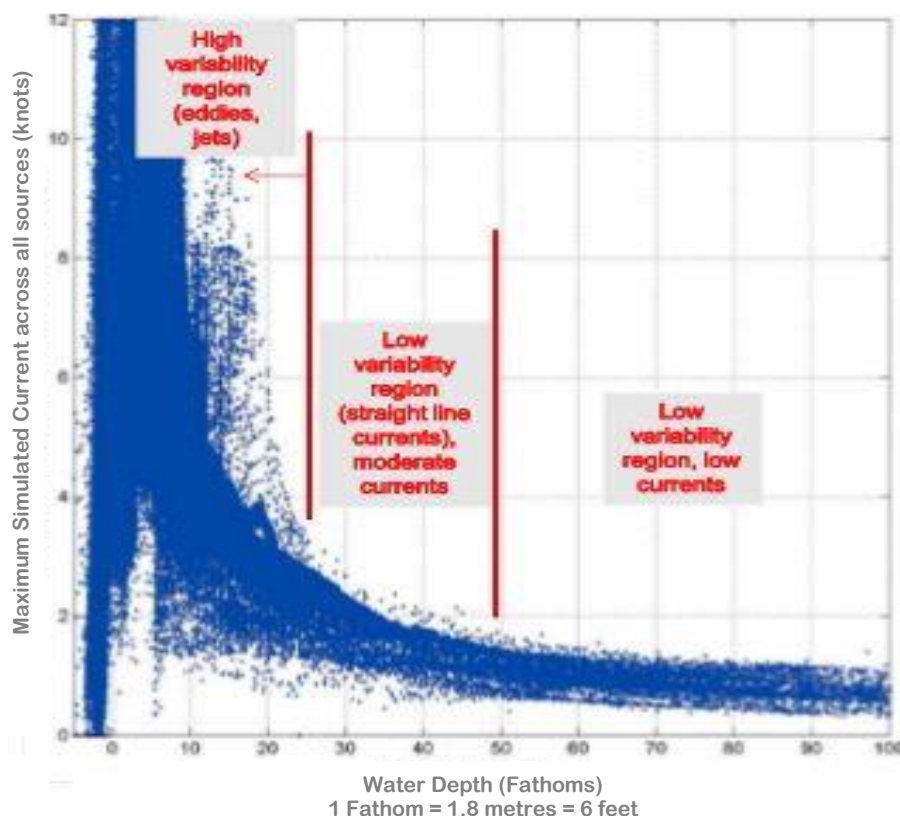 12
10
8
6
4
2
0
High
variability
region
(eddies,
jets)
Low
variability
region
(straight line
currents),
moderate
currents
Low
variability
region, low
currents
Maximum Simulated Current across all sources (knots)
0 10 20 30 40 50 60 70 80 90 100
Water Depth (Fathoms)
1 Fathom = 1.8 metres = 6 feet